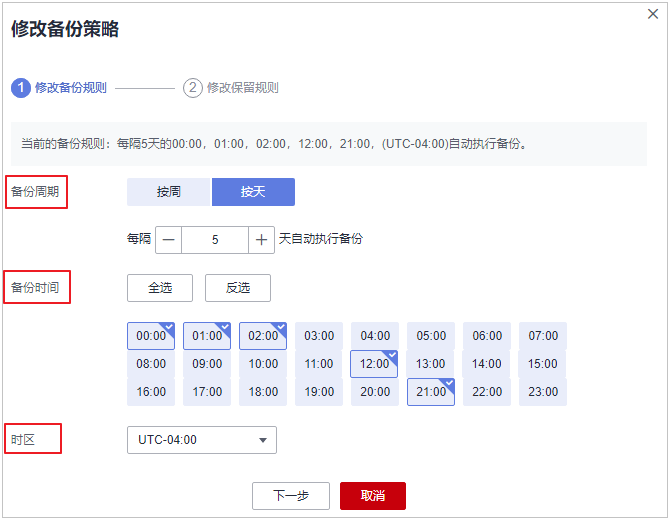 修改备份策略
1 修改备份规则 2 修改保留规则
当前的备份规则：每隔5天的00:00，01:00，02:00，12:00，21:00，(UTC-04:00)自动执行备份。
备份周期 按周 按天
每隔 — 5 + 天自动执行备份
备份时间 全选 反选
00:00 01:00 02:00 03:00 04:00 05:00 06:00 07:00
08:00 09:00 10:00 11:00 12:00 13:00 14:00 15:00
16:00 17:00 18:00 19:00 20:00 21:00 22:00 23:00
时区 UTC-04:00
下一步 取消